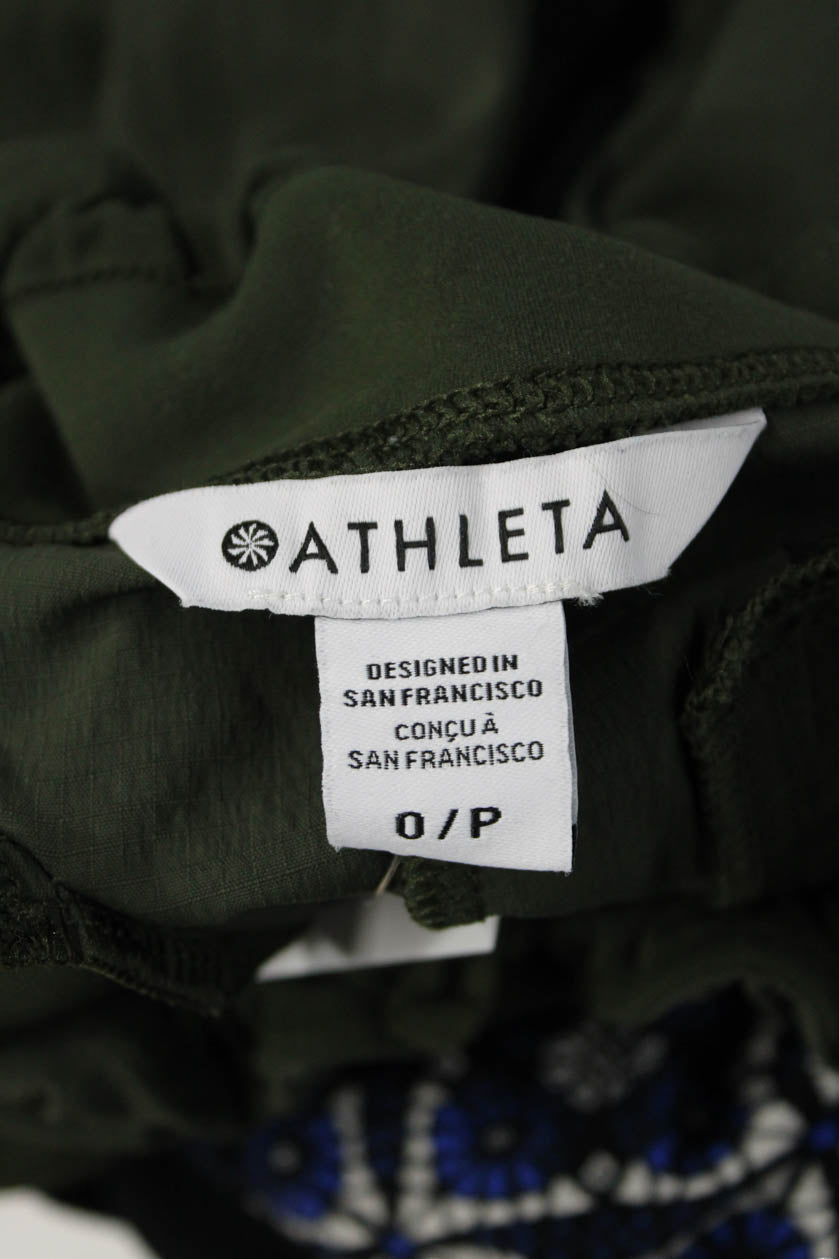 ATHLETA
DESIGNED IN
SAN FRANCISCO
CONÇU À
SAN FRANCISCO
0/P